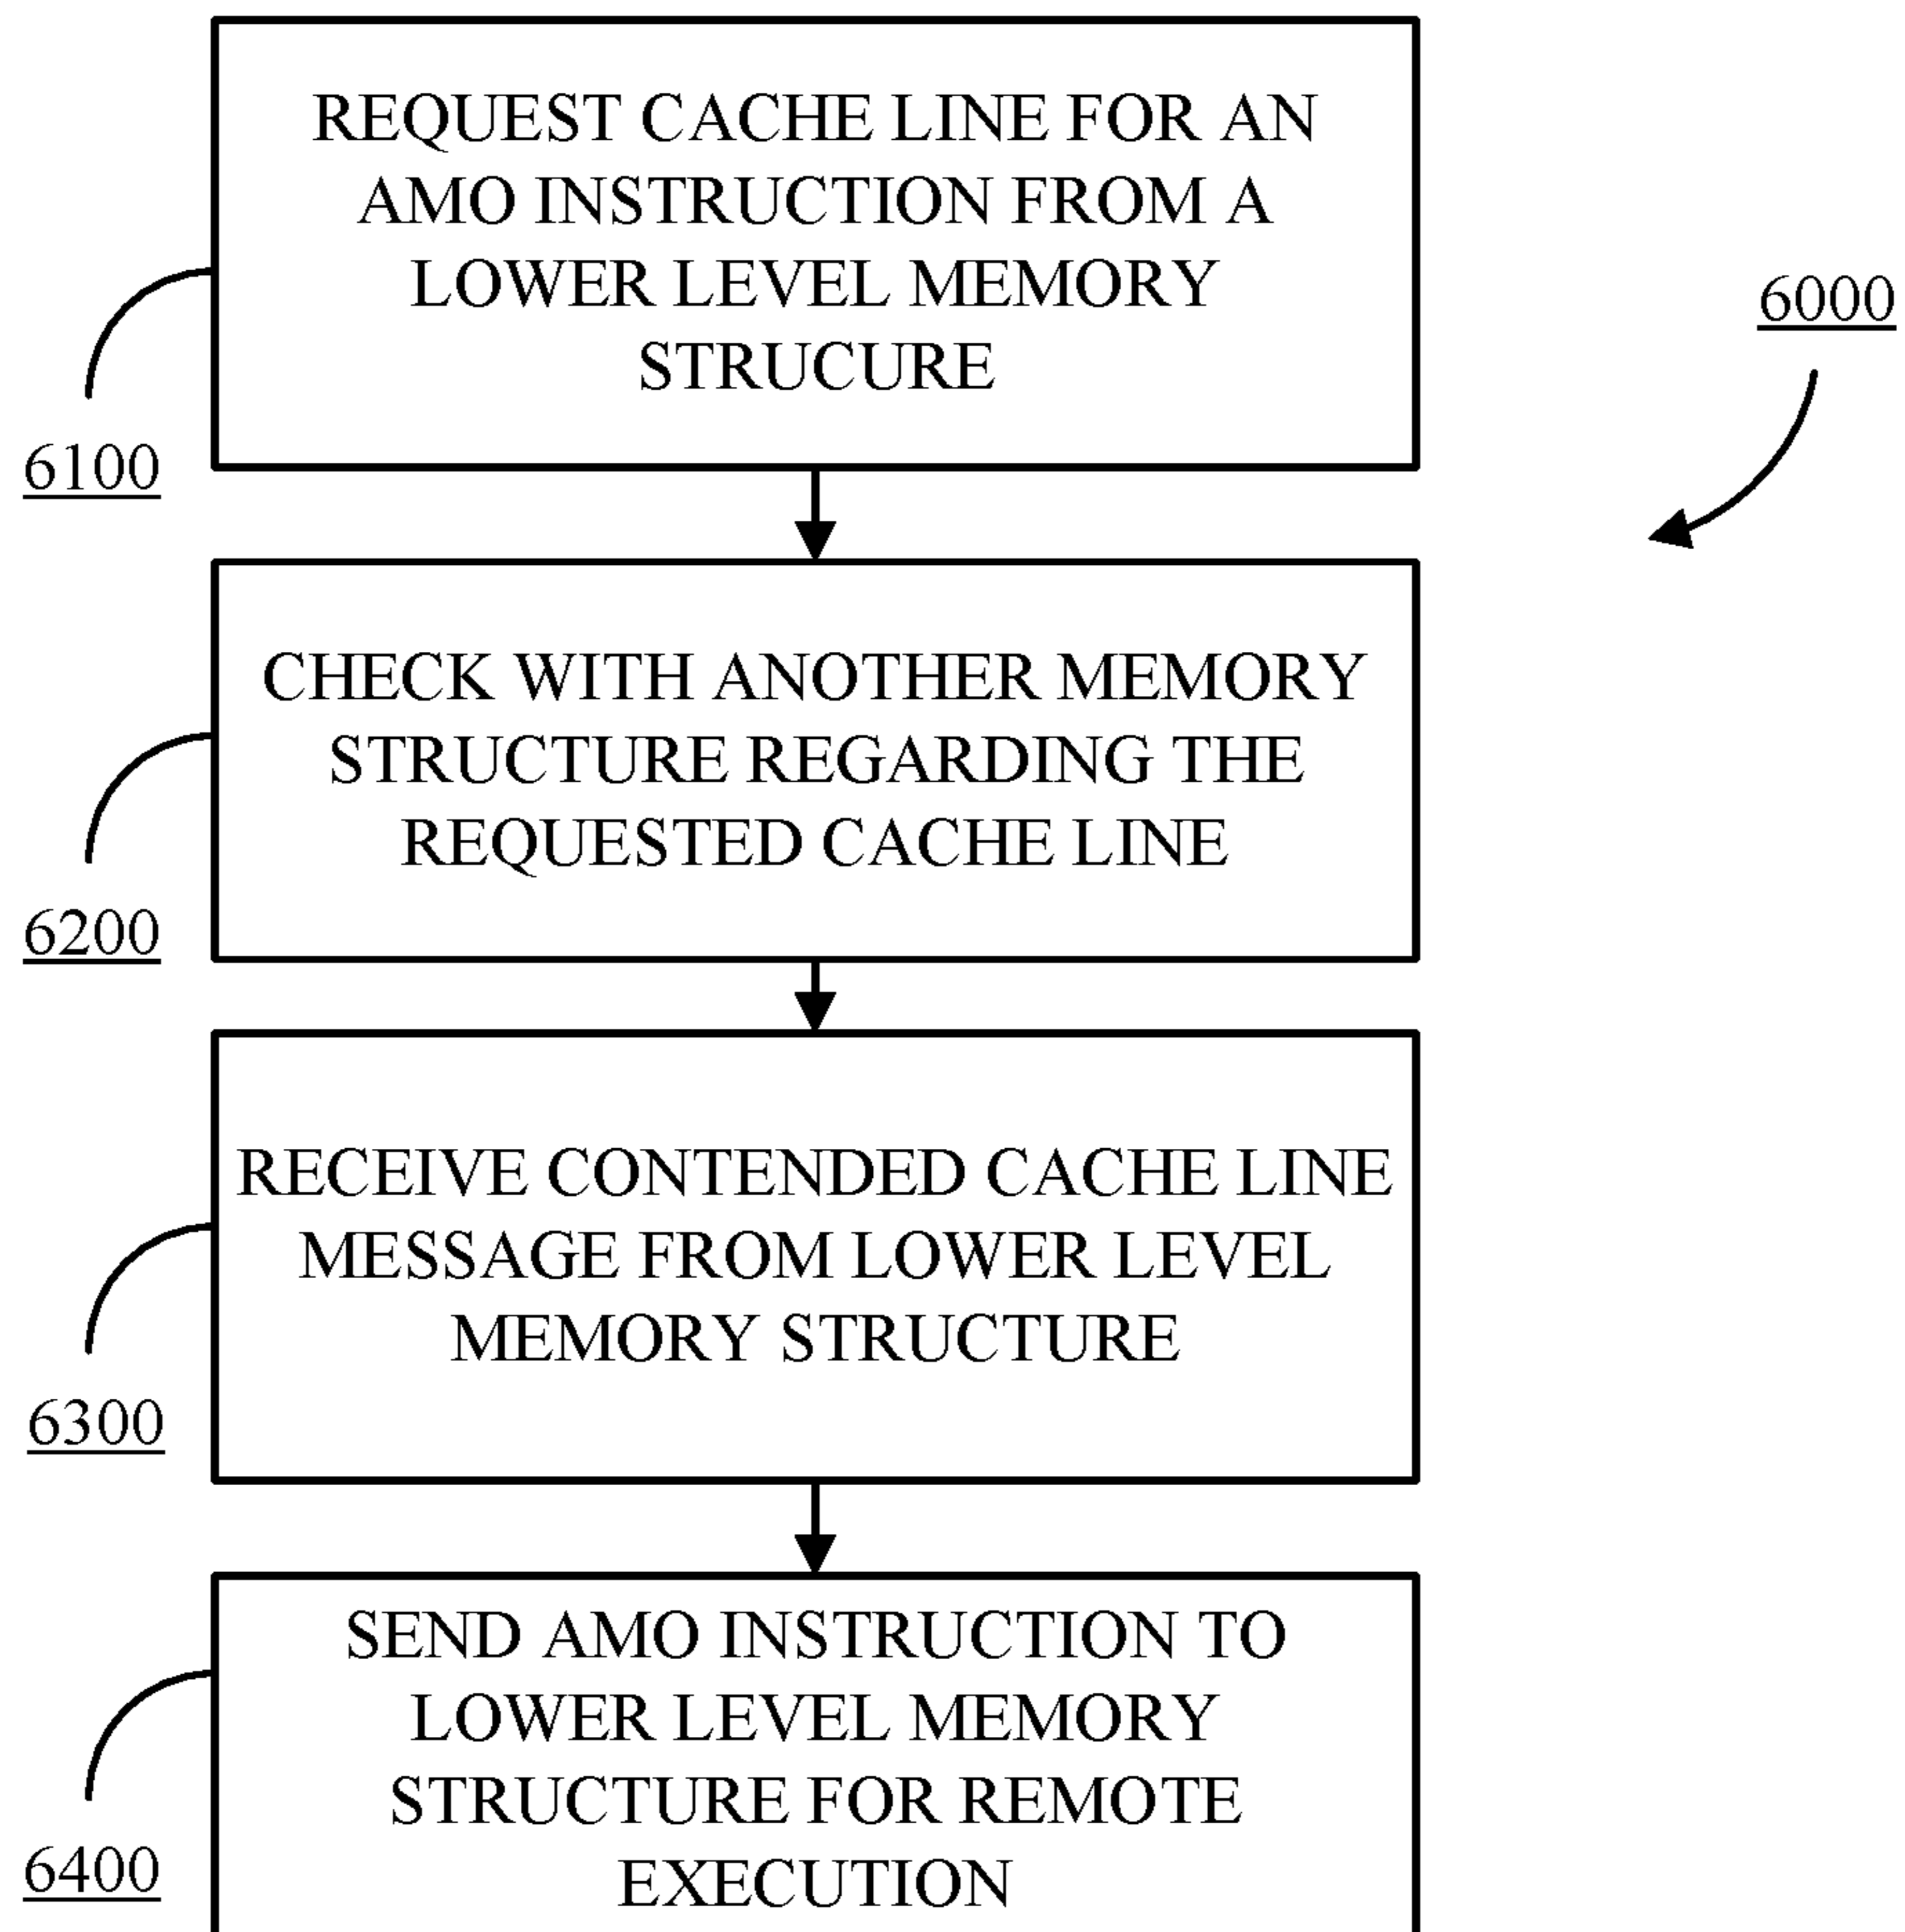 REQUEST CACHE LINE FOR AN
AMO INSTRUCTION FROM A
LOWER LEVEL MEMORY
STRUCURE
6000
6100
CHECK WITH ANOTHER MEMORY
STRUCTURE REGARDING THE
REQUESTED CACHE LINE
6200
RECEIVE CONTENDED CACHE LINE
MESSAGE FROM LOWER LEVEL
MEMORY STRUCTURE
6300
SEND AMO INSTRUCTION TO
LOWER LEVEL MEMORY
STRUCTURE FOR REMOTE
EXECUTION
6400